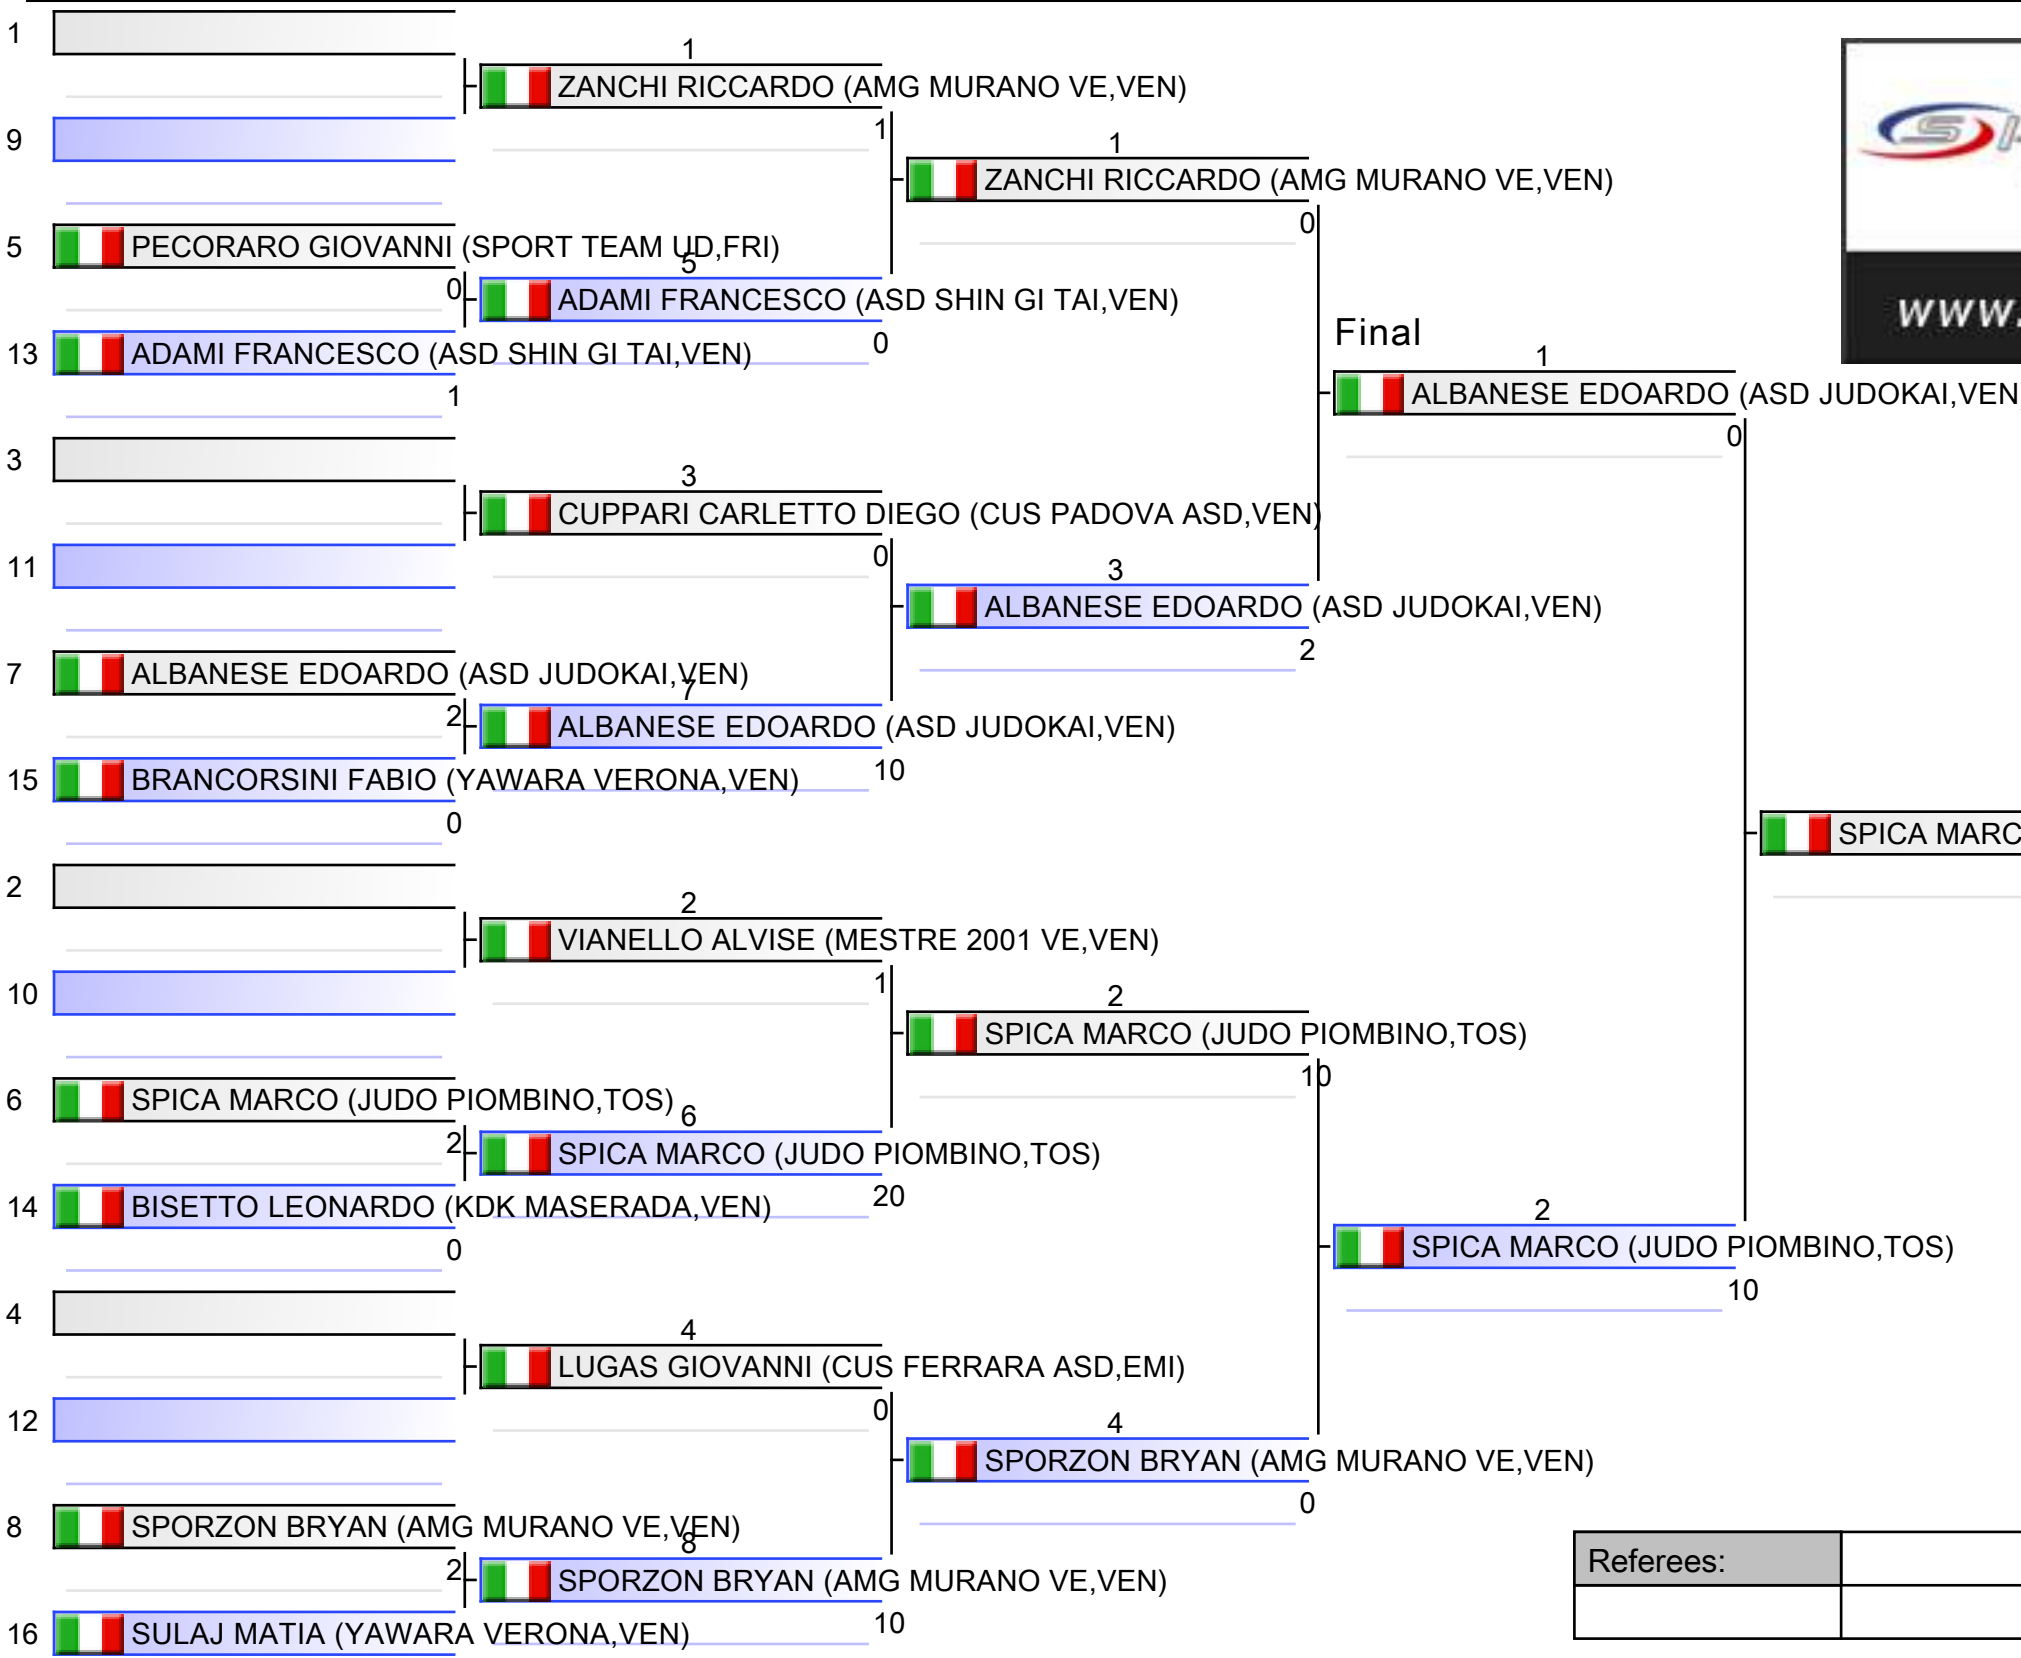 1
1
ZANCHI RICCARDO (AMG MURANO VE,VEN)
9
1
1
ZANCHI RICCARDO (AMG MURANO VE,VEN)
0
5
PECORARO GIOVANNI (SPORT TEAM UD,FRI)
5
0
ADAMI FRANCESCO (ASD SHIN GI TAI,VEN)
0
13
ADAMI FRANCESCO (ASD SHIN GI TAI,VEN)
1
Final
1
ALBANESE EDOARDO (ASD JUDOKAI,VEN
0
www.
3
3
CUPPARI CARLETTO DIEGO (CUS PADOVA ASD,VEN)
0
11
3
ALBANESE EDOARDO (ASD JUDOKAI,VEN)
2
7
ALBANESE EDOARDO (ASD JUDOKAI,VEN)
7
2
ALBANESE EDOARDO (ASD JUDOKAI,VEN)
10
15
BRANCORSINI FABIO (YAWARA VERONA,VEN)
0
SPICA MARC
2
2
VIANELLO ALVISE (MESTRE 2001 VE,VEN)
1
10
2
SPICA MARCO (JUDO PIOMBINO,TOS)
10
6
SPICA MARCO (JUDO PIOMBINO,TOS)
6
2
SPICA MARCO (JUDO PIOMBINO,TOS)
20
14
BISETTO LEONARDO (KDK MASERADA,VEN)
0
2
SPICA MARCO (JUDO PIOMBINO,TOS)
10
4
4
LUGAS GIOVANNI (CUS FERRARA ASD,EMI)
0
12
4
SPORZON BRYAN (AMG MURANO VE,VEN)
0
8
SPORZON BRYAN (AMG MURANO VE,VEN)
8
2
SPORZON BRYAN (AMG MURANO VE,VEN)
10
16
SULAJ MATIA (YAWARA VERONA,VEN)
Referees: